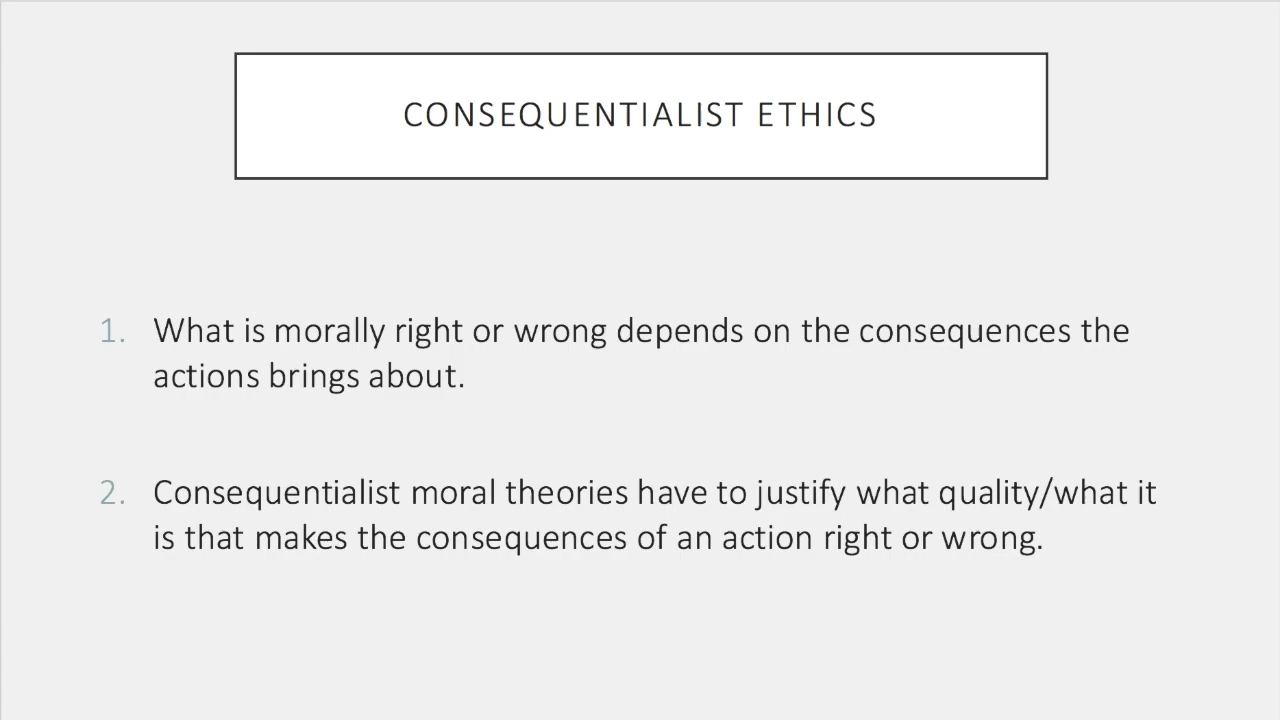 CONSEQUENTIALIST ETHICS
1. What is morally right or wrong depends on the consequences the
actions brings about.
2. Consequentialist moral theories have to justify what quality/what it
is that makes the consequences of an action right or wrong.